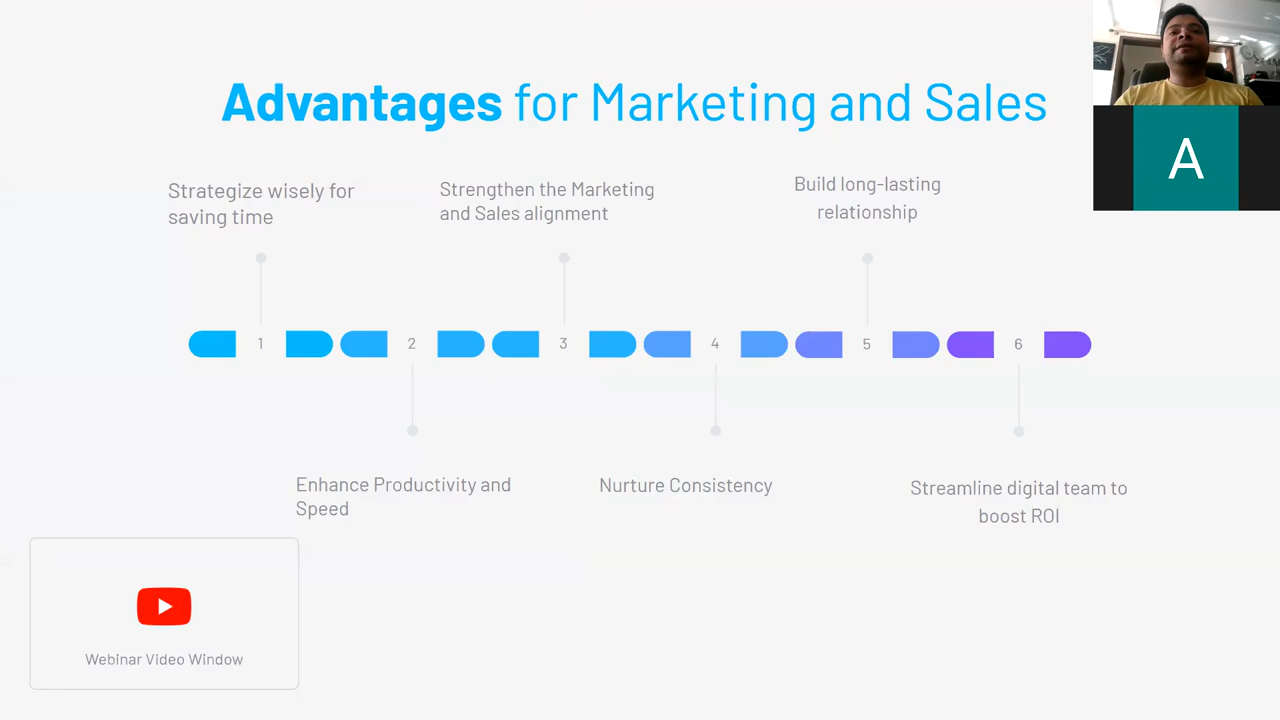 Advantages for Marketing and Sales
A
Strategize wisely for
saving time
Strengthen the Marketing
and Sales alignment
Build long-lasting
relationship
1
2
3
4
5
6
Enhance Productivity and
Speed
Nurture Consistency
Streamline digital team to
boost ROI
Webinar Video Window